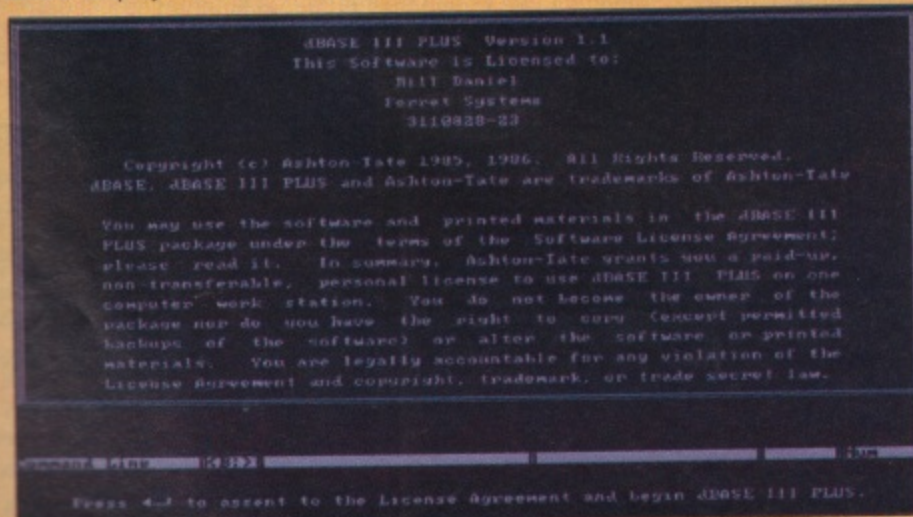 dBASE III PLUS Version 1.1
This Software is Licensed to:
Bill Daniel
Ferret Systems
3110828-23
Copyright (c) Ashton-Tate 1985, 1986. All Rights Reserved.
dBASE, dBASE III PLUS and Ashton-Tate are trademarks of Ashton-Tate
You may use the software and printed materials in the dBASE III
PLUS package under the terms of the Software License Agreement;
please read it. In summary, Ashton-Tate grants you a paid-up,
non-transferable, personal license to use dBASE III PLUS on one
computer work station. You do not become the owner of the
package nor do you have the right to copy (except permitted
backups of the software) or alter the software or printed
materials. You are legally accountable for any violation of the
License Agreement and copyright, trademark, or trade secret law.
Command Line <B:> Num
Press ◄─┘ to assent to the License Agreement and begin dBASE III PLUS.